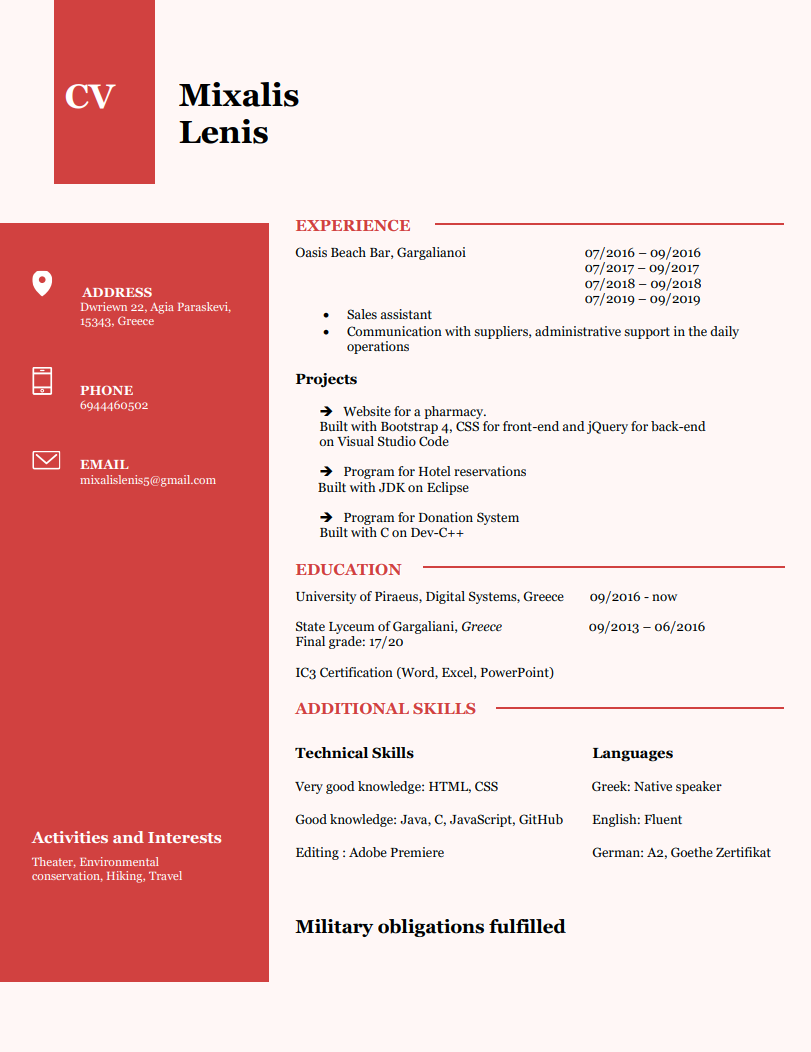 CV
Mixalis
Lenis
ADDRESS
Dwriewn 22, Agia Paraskevi,
15343, Greece
PHONE
6944460502
EMAIL
mixalislenis5@gmail.com
Activities and Interests
Theater, Environmental
conservation, Hiking, Travel
EXPERIENCE
Oasis Beach Bar, Gargalianoi 07/2016 – 09/2016
07/2017 – 09/2017
07/2018 – 09/2018
07/2019 – 09/2019
• Sales assistant
• Communication with suppliers, administrative support in the daily
operations
Projects
➔ Website for a pharmacy.
Built with Bootstrap 4, CSS for front-end and jQuery for back-end
on Visual Studio Code
➔ Program for Hotel reservations
Built with JDK on Eclipse
➔ Program for Donation System
Built with C on Dev-C++
EDUCATION
University of Piraeus, Digital Systems, Greece 09/2016 - now
State Lyceum of Gargaliani, Greece 09/2013 – 06/2016
Final grade: 17/20
IC3 Certification (Word, Excel, PowerPoint)
ADDITIONAL SKILLS
Technical Skills Languages
Very good knowledge: HTML, CSS Greek: Native speaker
Good knowledge: Java, C, JavaScript, GitHub English: Fluent
Editing : Adobe Premiere German: A2, Goethe Zertifikat
Military obligations fulfilled